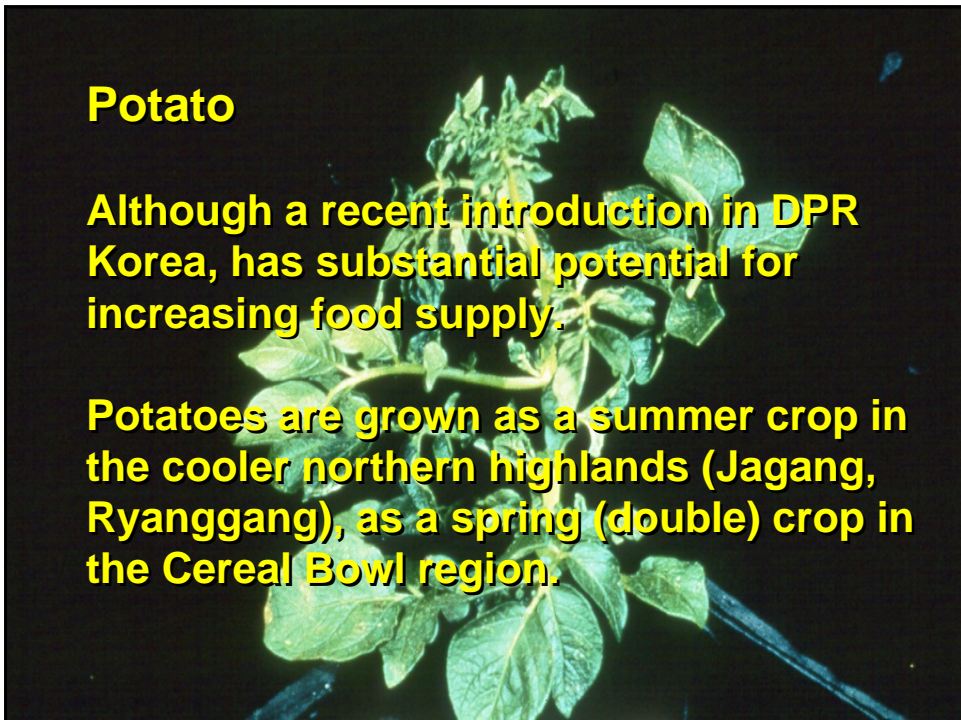 Potato
Although a recent introduction in DPR
Korea, has substantial potential for
increasing food supply.
Potatoes are grown as a summer crop in
the cooler northern highlands (Jagang,
Ryanggang), as a spring (double) crop in
the Cereal Bowl region.